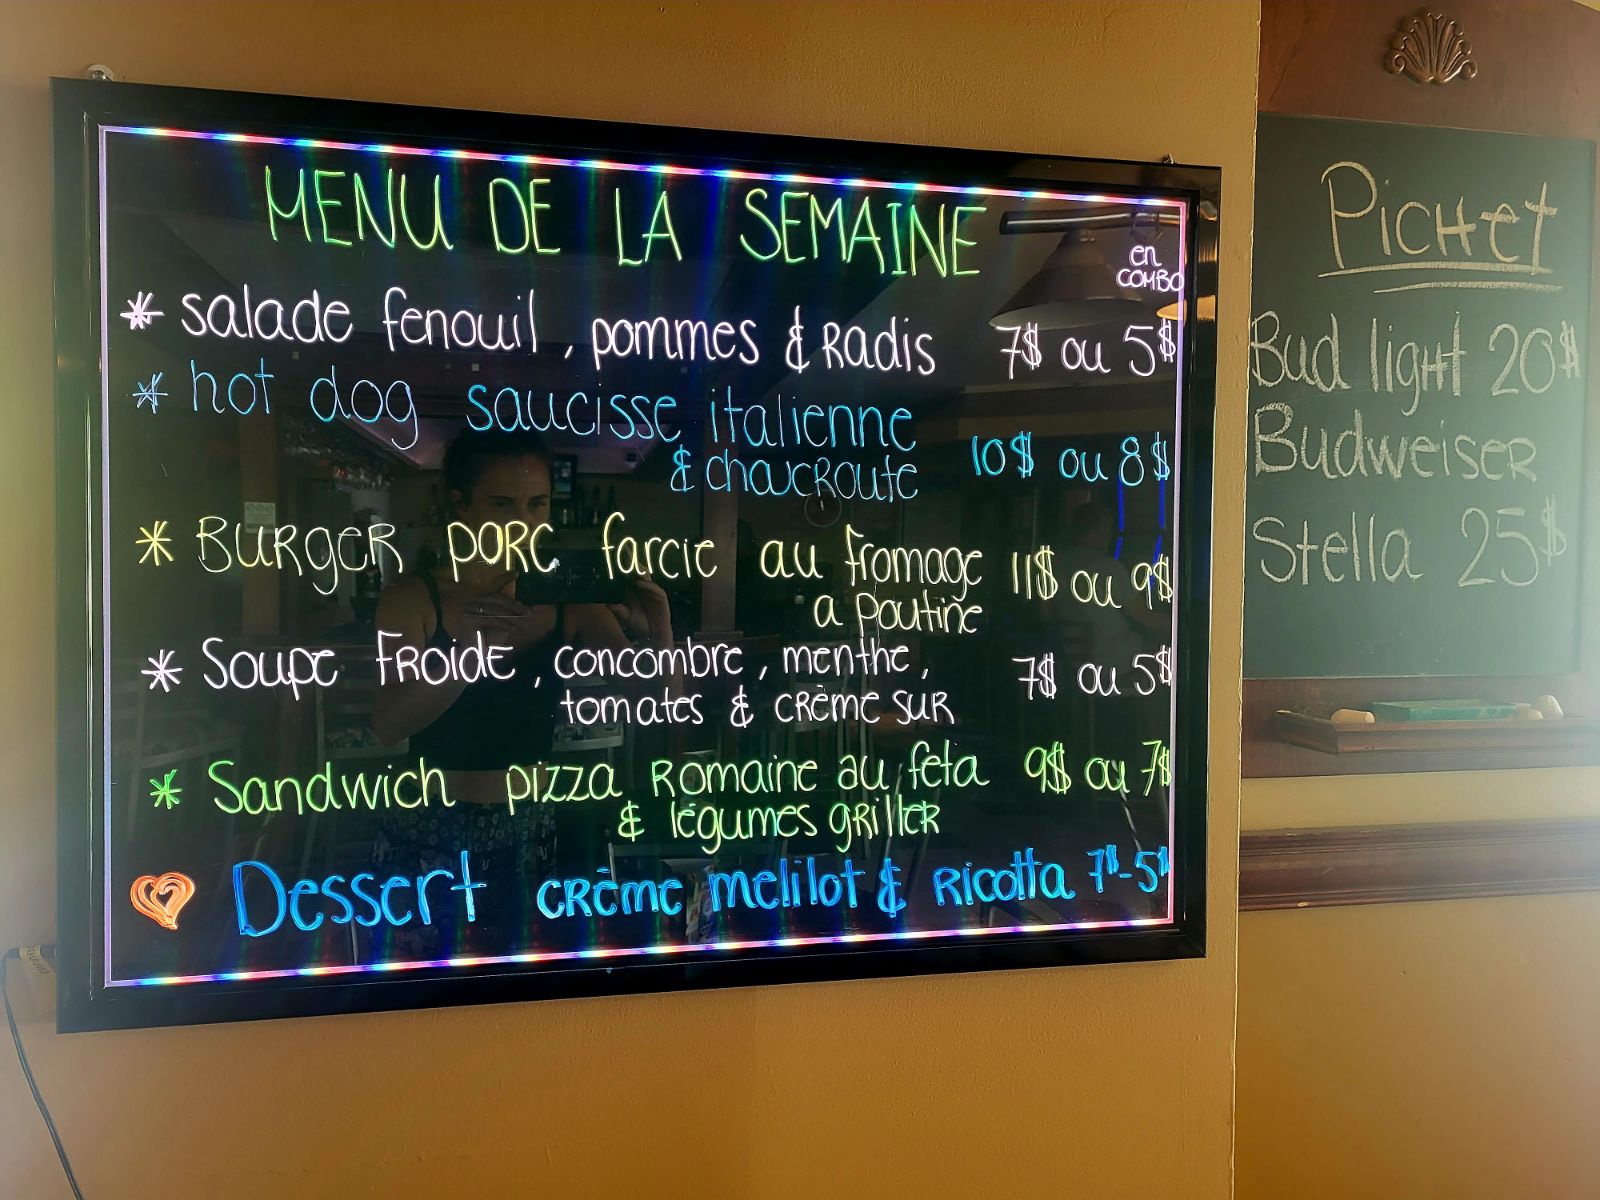 MENU DE LA SEMAINE
en
COMBO
* salade fenouil, pommes & Radis 7$ ou 5$
* hot dog saucisse italienne
& choucroute 10$ ou 8$
* Burger porc farcie au fromage
a poutine 11$ ou 9$
* Soupe Froide, concombre, menthe,
tomates & crème sur 7$ ou 5$
* Sandwich pizza Romaine au feta 9$ ou 7$
& légumes griller
Dessert crème melilot & Ricotta 7$-5$
Pichet
Bud light 20$
Budweiser
Stella 25$